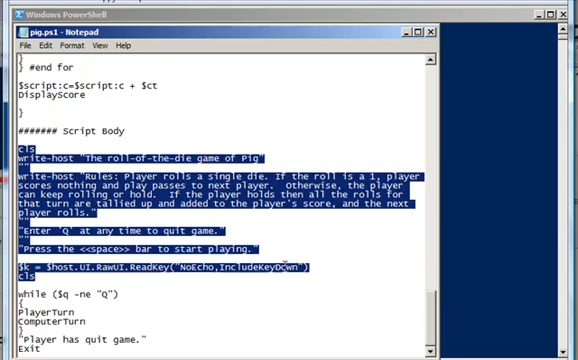 Windows PowerShell
pig.ps1 - Notepad
File Edit Format View Help
}
} #end for
$script:c=$script:c + $ct
DisplayScore
}
####### Script Body
cls
write-host "The roll-of-the-die game of Pig"
""
write-host "Rules: Player rolls a single die. If the roll is a 1, player
scores nothing and play passes to next player. Otherwise, the player
can keep rolling or hold. If the player holds then all the rolls for
that turn are tallied up and added to the player's score, and the next
player rolls."
""
"Enter 'Q' at any time to quit game."
""
"Press the <<space>> bar to start playing."
$k = $host.UI.RawUI.ReadKey("NoEcho,IncludeKeyDown")
cls
while ($q -ne "Q")
{
PlayerTurn
ComputerTurn
}
"Player has quit game."
Exit